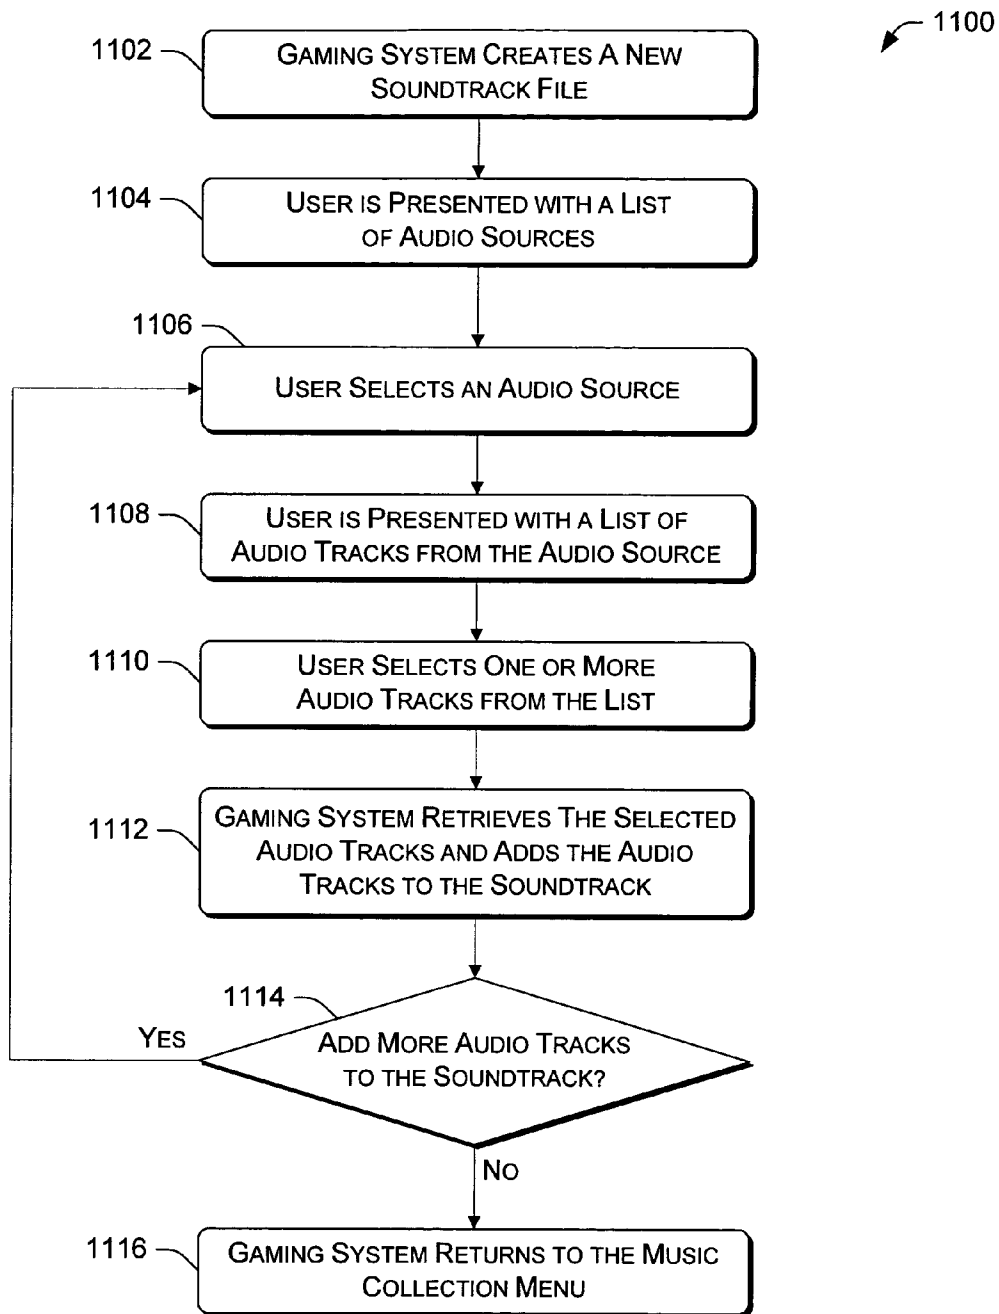 1100
1102
GAMING SYSTEM CREATES A NEW
SOUNDTRACK FILE
1104
USER IS PRESENTED WITH A LIST
OF AUDIO SOURCES
1106
USER SELECTS AN AUDIO SOURCE
1108
USER IS PRESENTED WITH A LIST OF
AUDIO TRACKS FROM THE AUDIO SOURCE
1110
USER SELECTS ONE OR MORE
AUDIO TRACKS FROM THE LIST
1112
GAMING SYSTEM RETRIEVES THE SELECTED
AUDIO TRACKS AND ADDS THE AUDIO
TRACKS TO THE SOUNDTRACK
1114
YES
ADD MORE AUDIO TRACKS
TO THE SOUNDTRACK?
NO
1116
GAMING SYSTEM RETURNS TO THE MUSIC
COLLECTION MENU